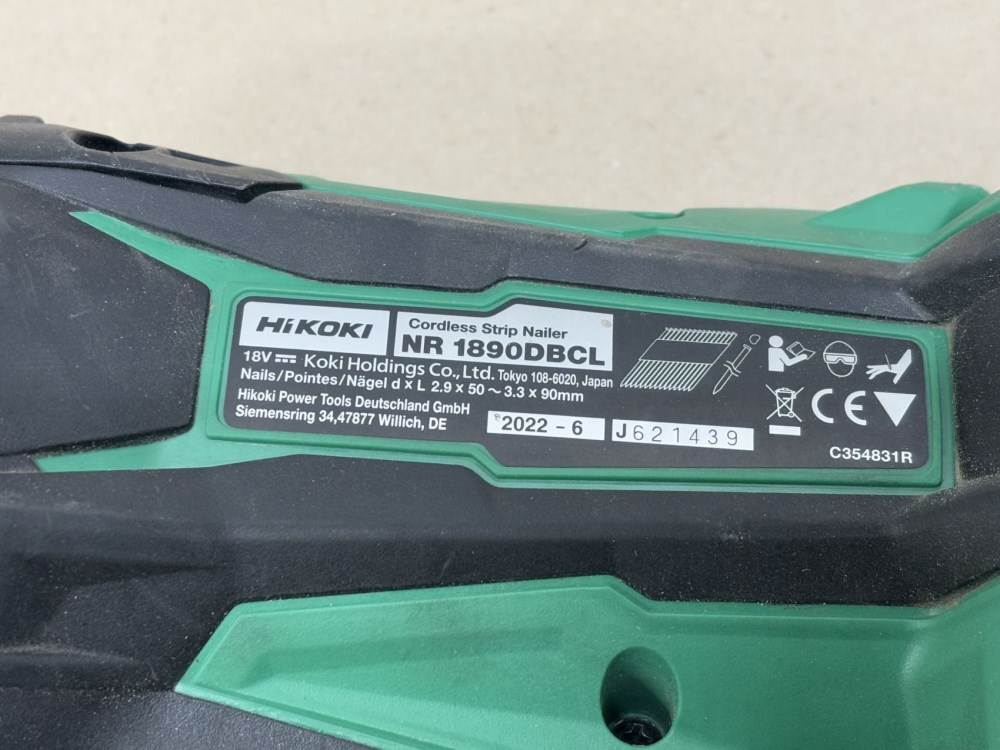 HiKOKI
Cordless Strip Nailer
NR 1890DBCL
18V Koki Holdings Co., Ltd. Tokyo 108-6020, Japan
Nails/Pointes/Nägel d x L 2.9 x 50 ~ 3.3 x 90mm
Hikoki Power Tools Deutschland GmbH
Siemensring 34,47877 Willich, DE
2022 - 6
J621439
CE
C354831R